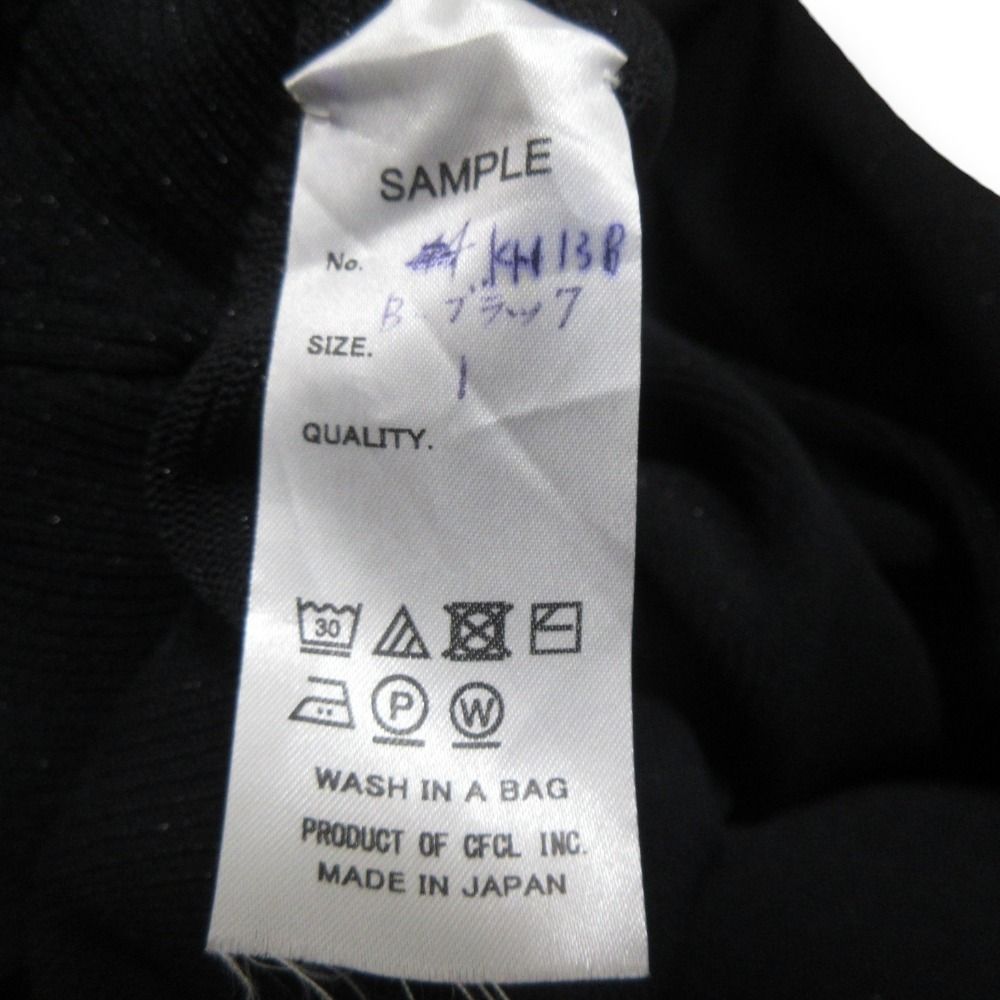 SAMPLE
No. KH13B
B ブラック
SIZE.
1
QUALITY.
30
P W
WASH IN A BAG
PRODUCT OF CFCL INC.
MADE IN JAPAN